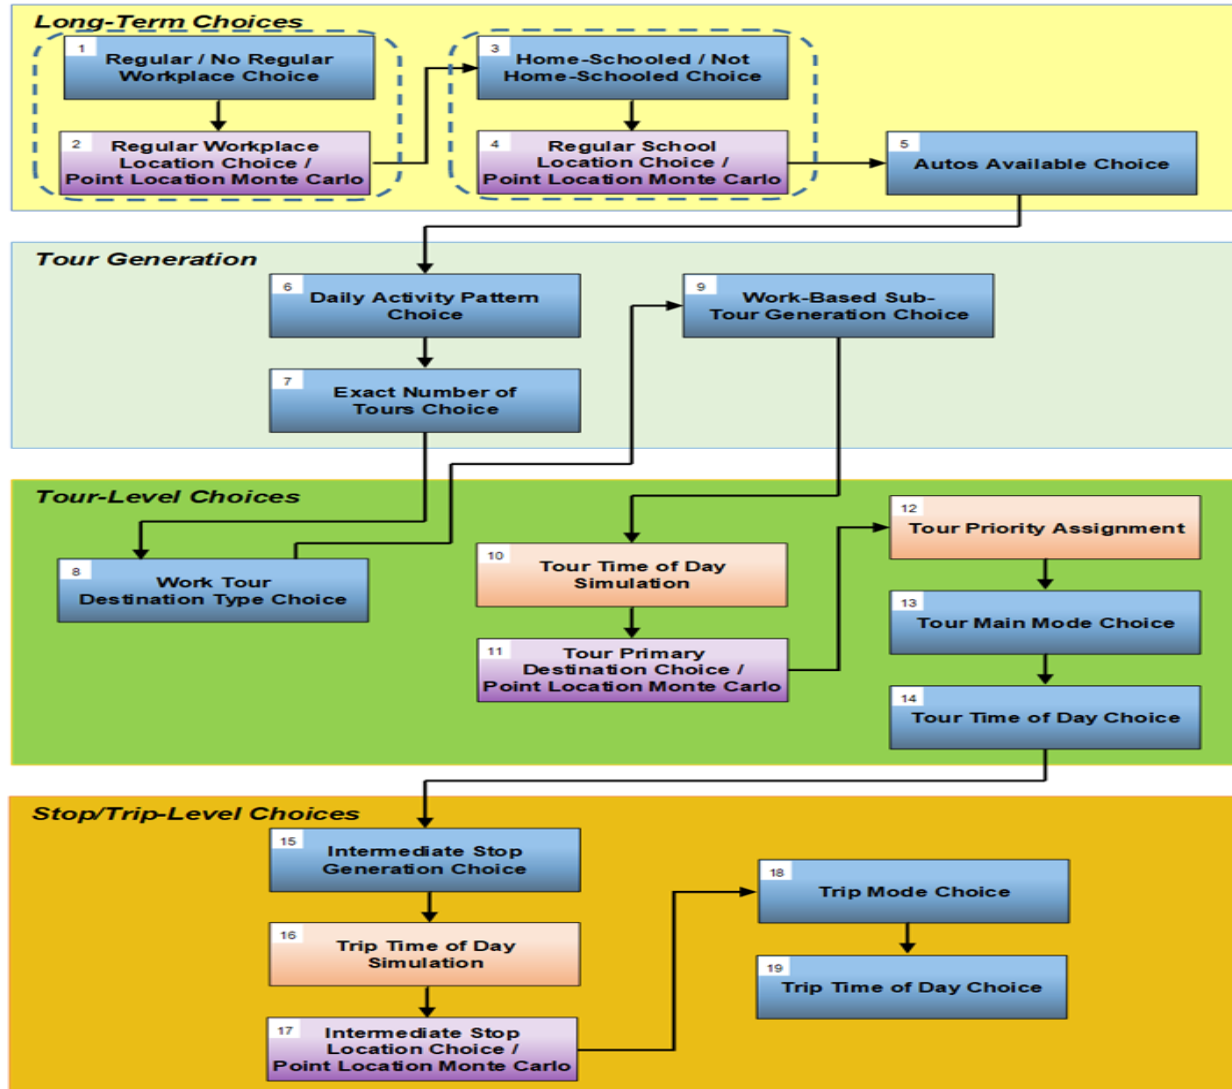 Long-Term Choices
1
Regular / No Regular
Workplace Choice
2
Regular Workplace
Location Choice /
Point Location Monte Carlo
3
Home-Schooled / Not
Home-Schooled Choice
4
Regular School
Location Choice /
Point Location Monte Carlo
5
Autos Available Choice
Tour Generation
6
Daily Activity Pattern
Choice
7
Exact Number of
Tours Choice
8
Work Tour
Destination Type Choice
9
Work-Based Sub-
Tour Generation Choice
Tour-Level Choices
10
Tour Time of Day
Simulation
11
Tour Primary
Destination Choice /
Point Location Monte Carlo
12
Tour Priority Assignment
13
Tour Main Mode Choice
14
Tour Time of Day Choice
Stop/Trip-Level Choices
15
Intermediate Stop
Generation Choice
16
Trip Time of Day
Simulation
17
Intermediate Stop
Location Choice /
Point Location Monte Carlo
18
Trip Mode Choice
19
Trip Time of Day Choice